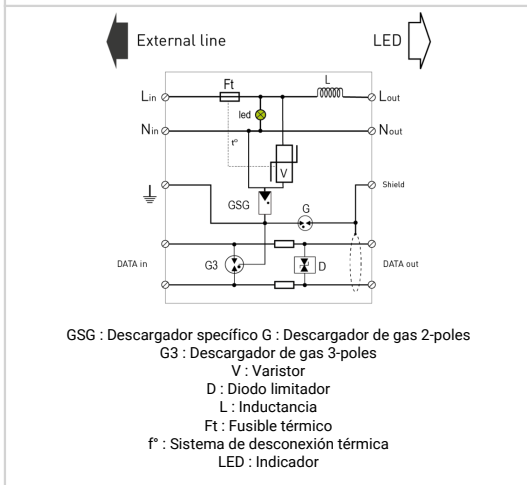 External line
LED
Ft
L
Lin
Lout
led
Nin
Nout
t°
V
Shield
GSG
G
DATA in
G3
D
DATA out
GSG : Descargador específico G : Descargador de gas 2-poles
G3 : Descargador de gas 3-poles
V : Varistor
D : Diodo limitador
L : Inductancia
Ft : Fusible térmico
f° : Sistema de desconexión térmica
LED : Indicador